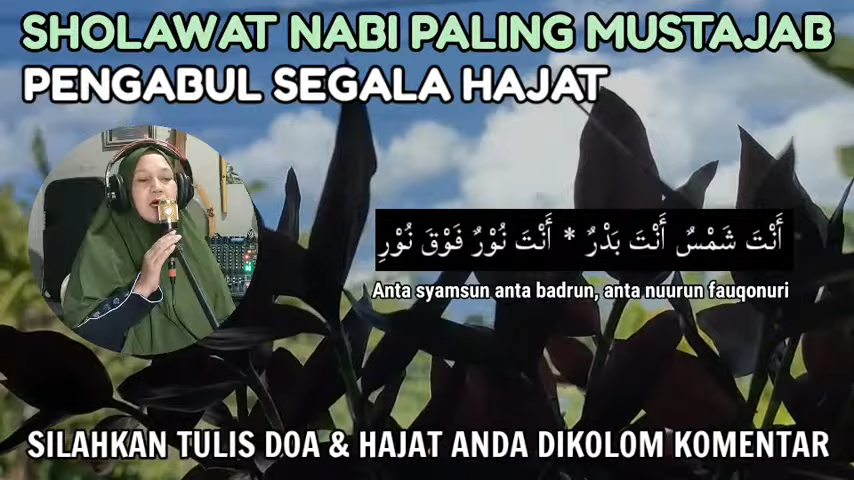 SHOLAWAT NABI PALING MUSTAJAB
PENGABUL SEGALA HAJAT
أَنْتَ شَمْسٌ أَنْتَ بَدْرٌ * أَنْتَ نُوْرٌ فَوْقَ نُوْرِ
Anta syamsun anta badrun, anta nuurun fauqonuri
SILAHKAN TULIS DOA & HAJAT ANDA DIKOLOM KOMENTAR